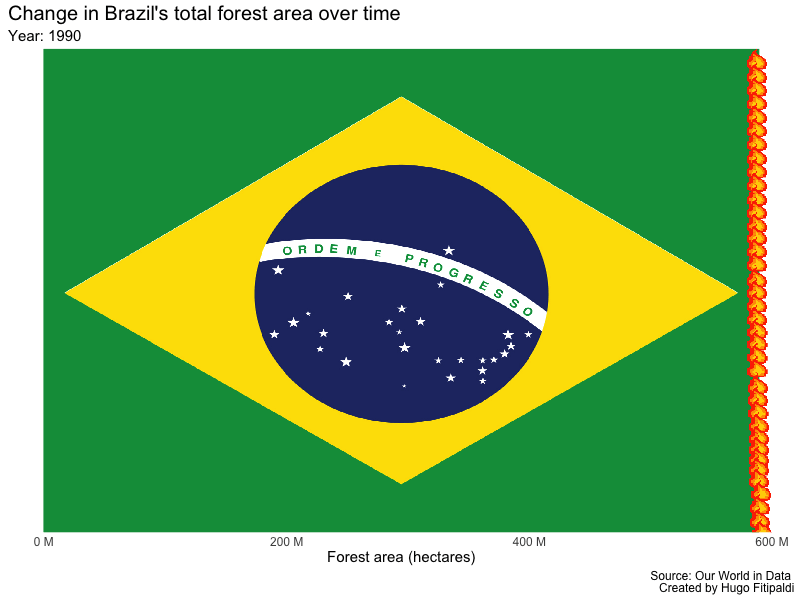 Change in Brazil's total forest area over time
Year: 1990
ORDEM E PROGRESSO
0 M 200 M 400 M 600 M
Forest area (hectares)
Source: Our World in Data
Created by Hugo Fitipaldi